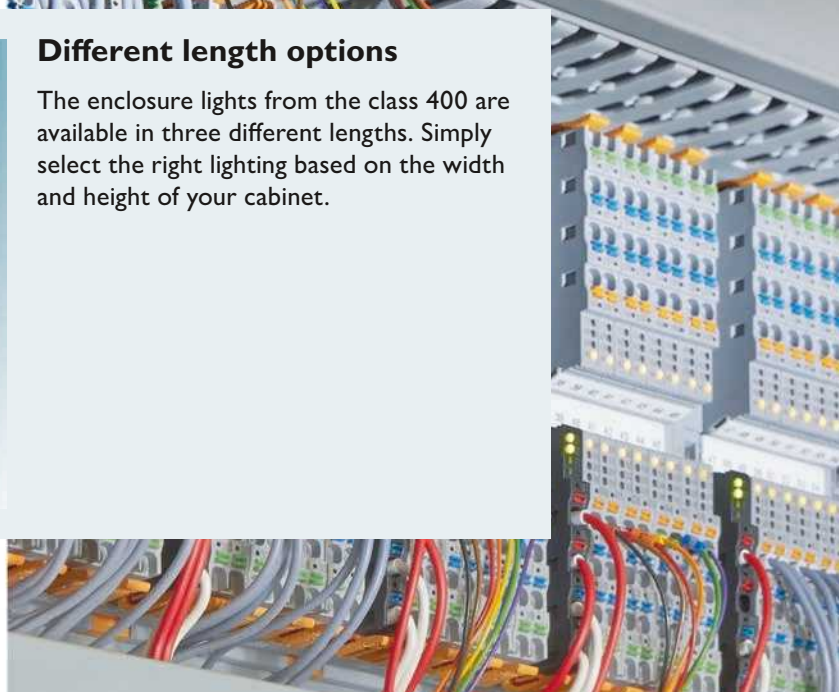 Different length options
The enclosure lights from the class 400 are
available in three different lengths. Simply
select the right lighting based on the width
and height of your cabinet.